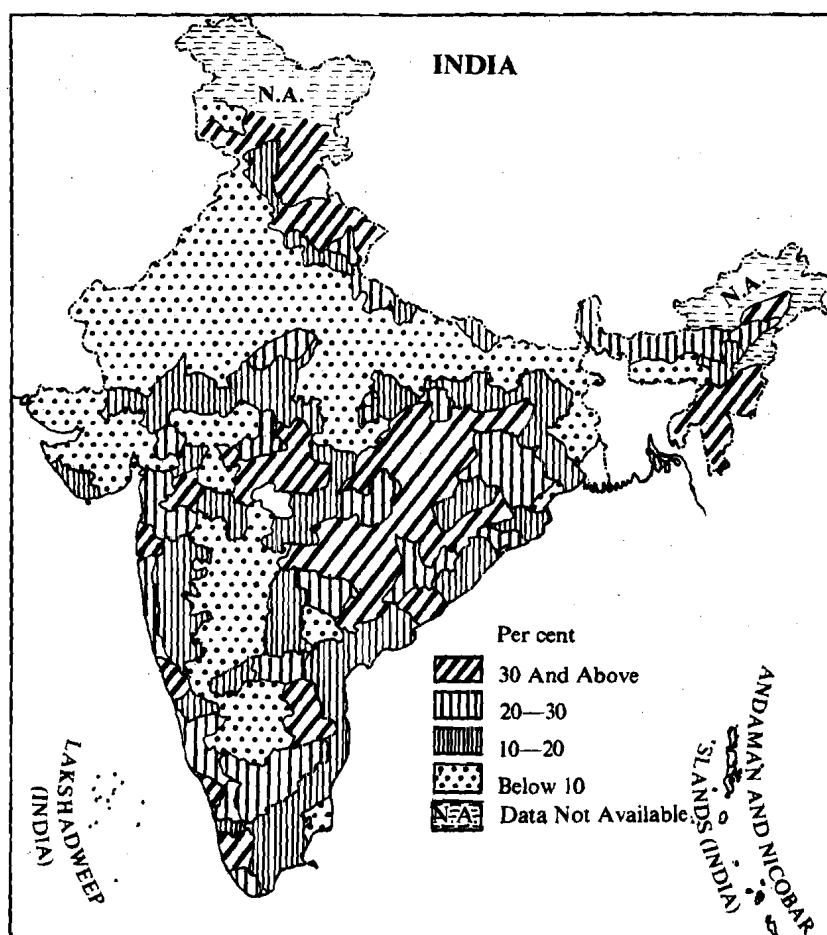 INDIA
N.A.
N.A.
Per cent
30 And Above
20—30
10—20
Below 10
N.A. Data Not Available
LAKSHADWEEP
(INDIA)
ANDAMAN AND NICOBAR
SLANDS (INDIA)